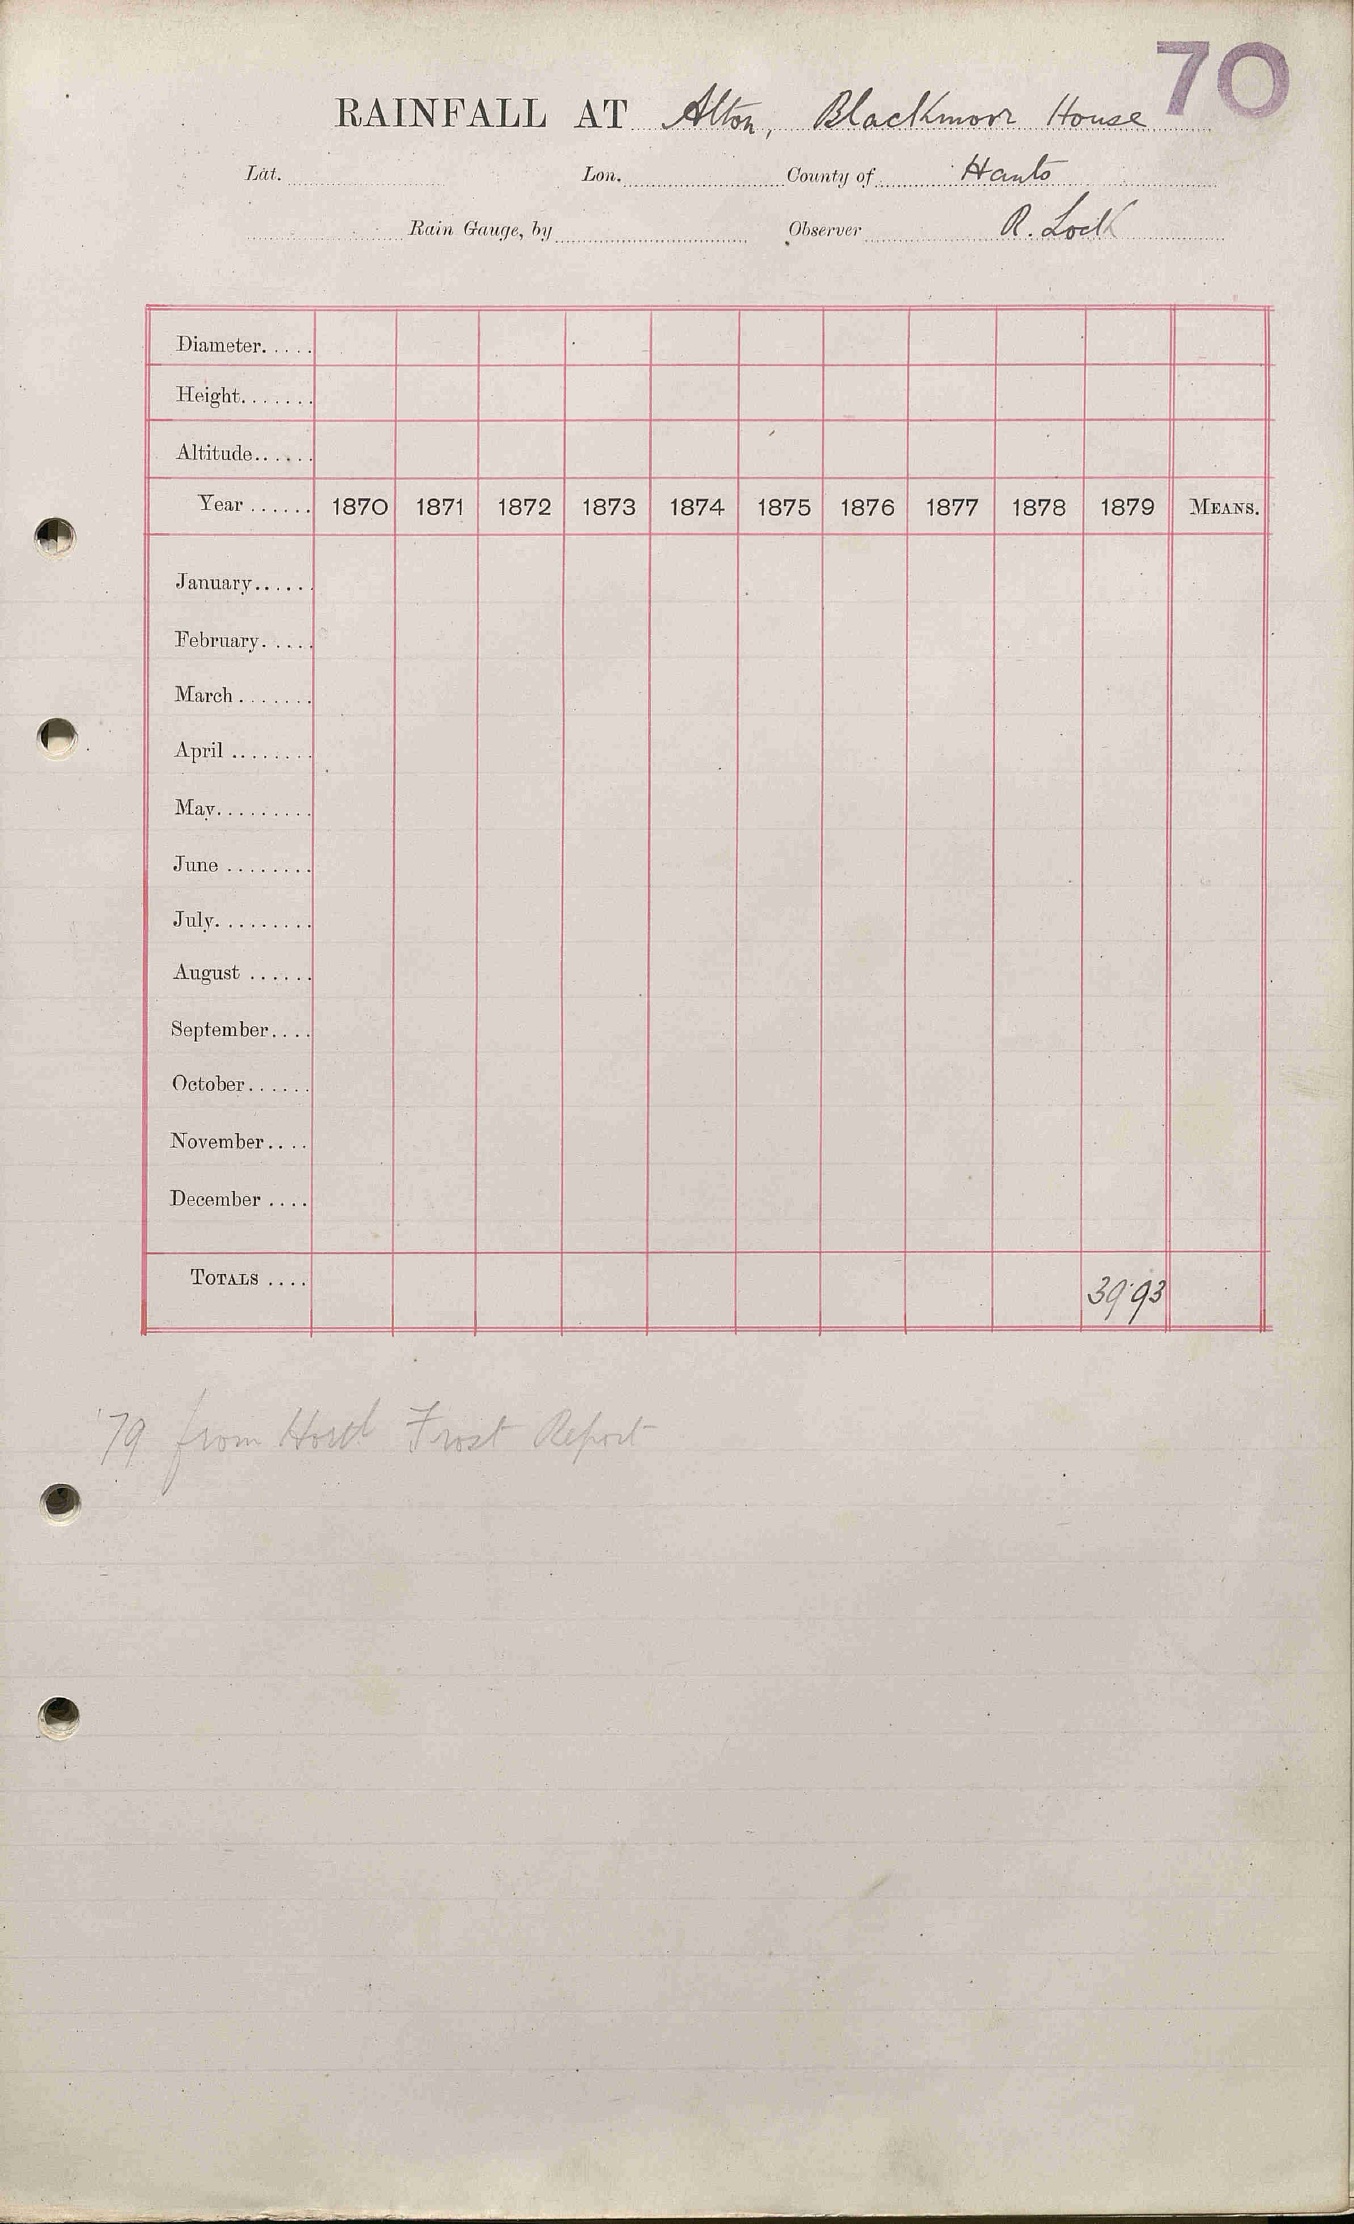 70
RAINFALL AT Alton, Blackmoor House
Lat. Lon. County of Hants
Rain Gauge, by Observer R. Lock
Diameter.....
Height.......
Altitude......
Year ...... 1870 1871 1872 1873 1874 1875 1876 1877 1878 1879 MEANS.
January......
February.....
March .......
April ........
May.........
June ........
July.........
August ......
September....
October......
November....
December ....
TOTALS .... 39.93
'79 from Hortl Frost Report